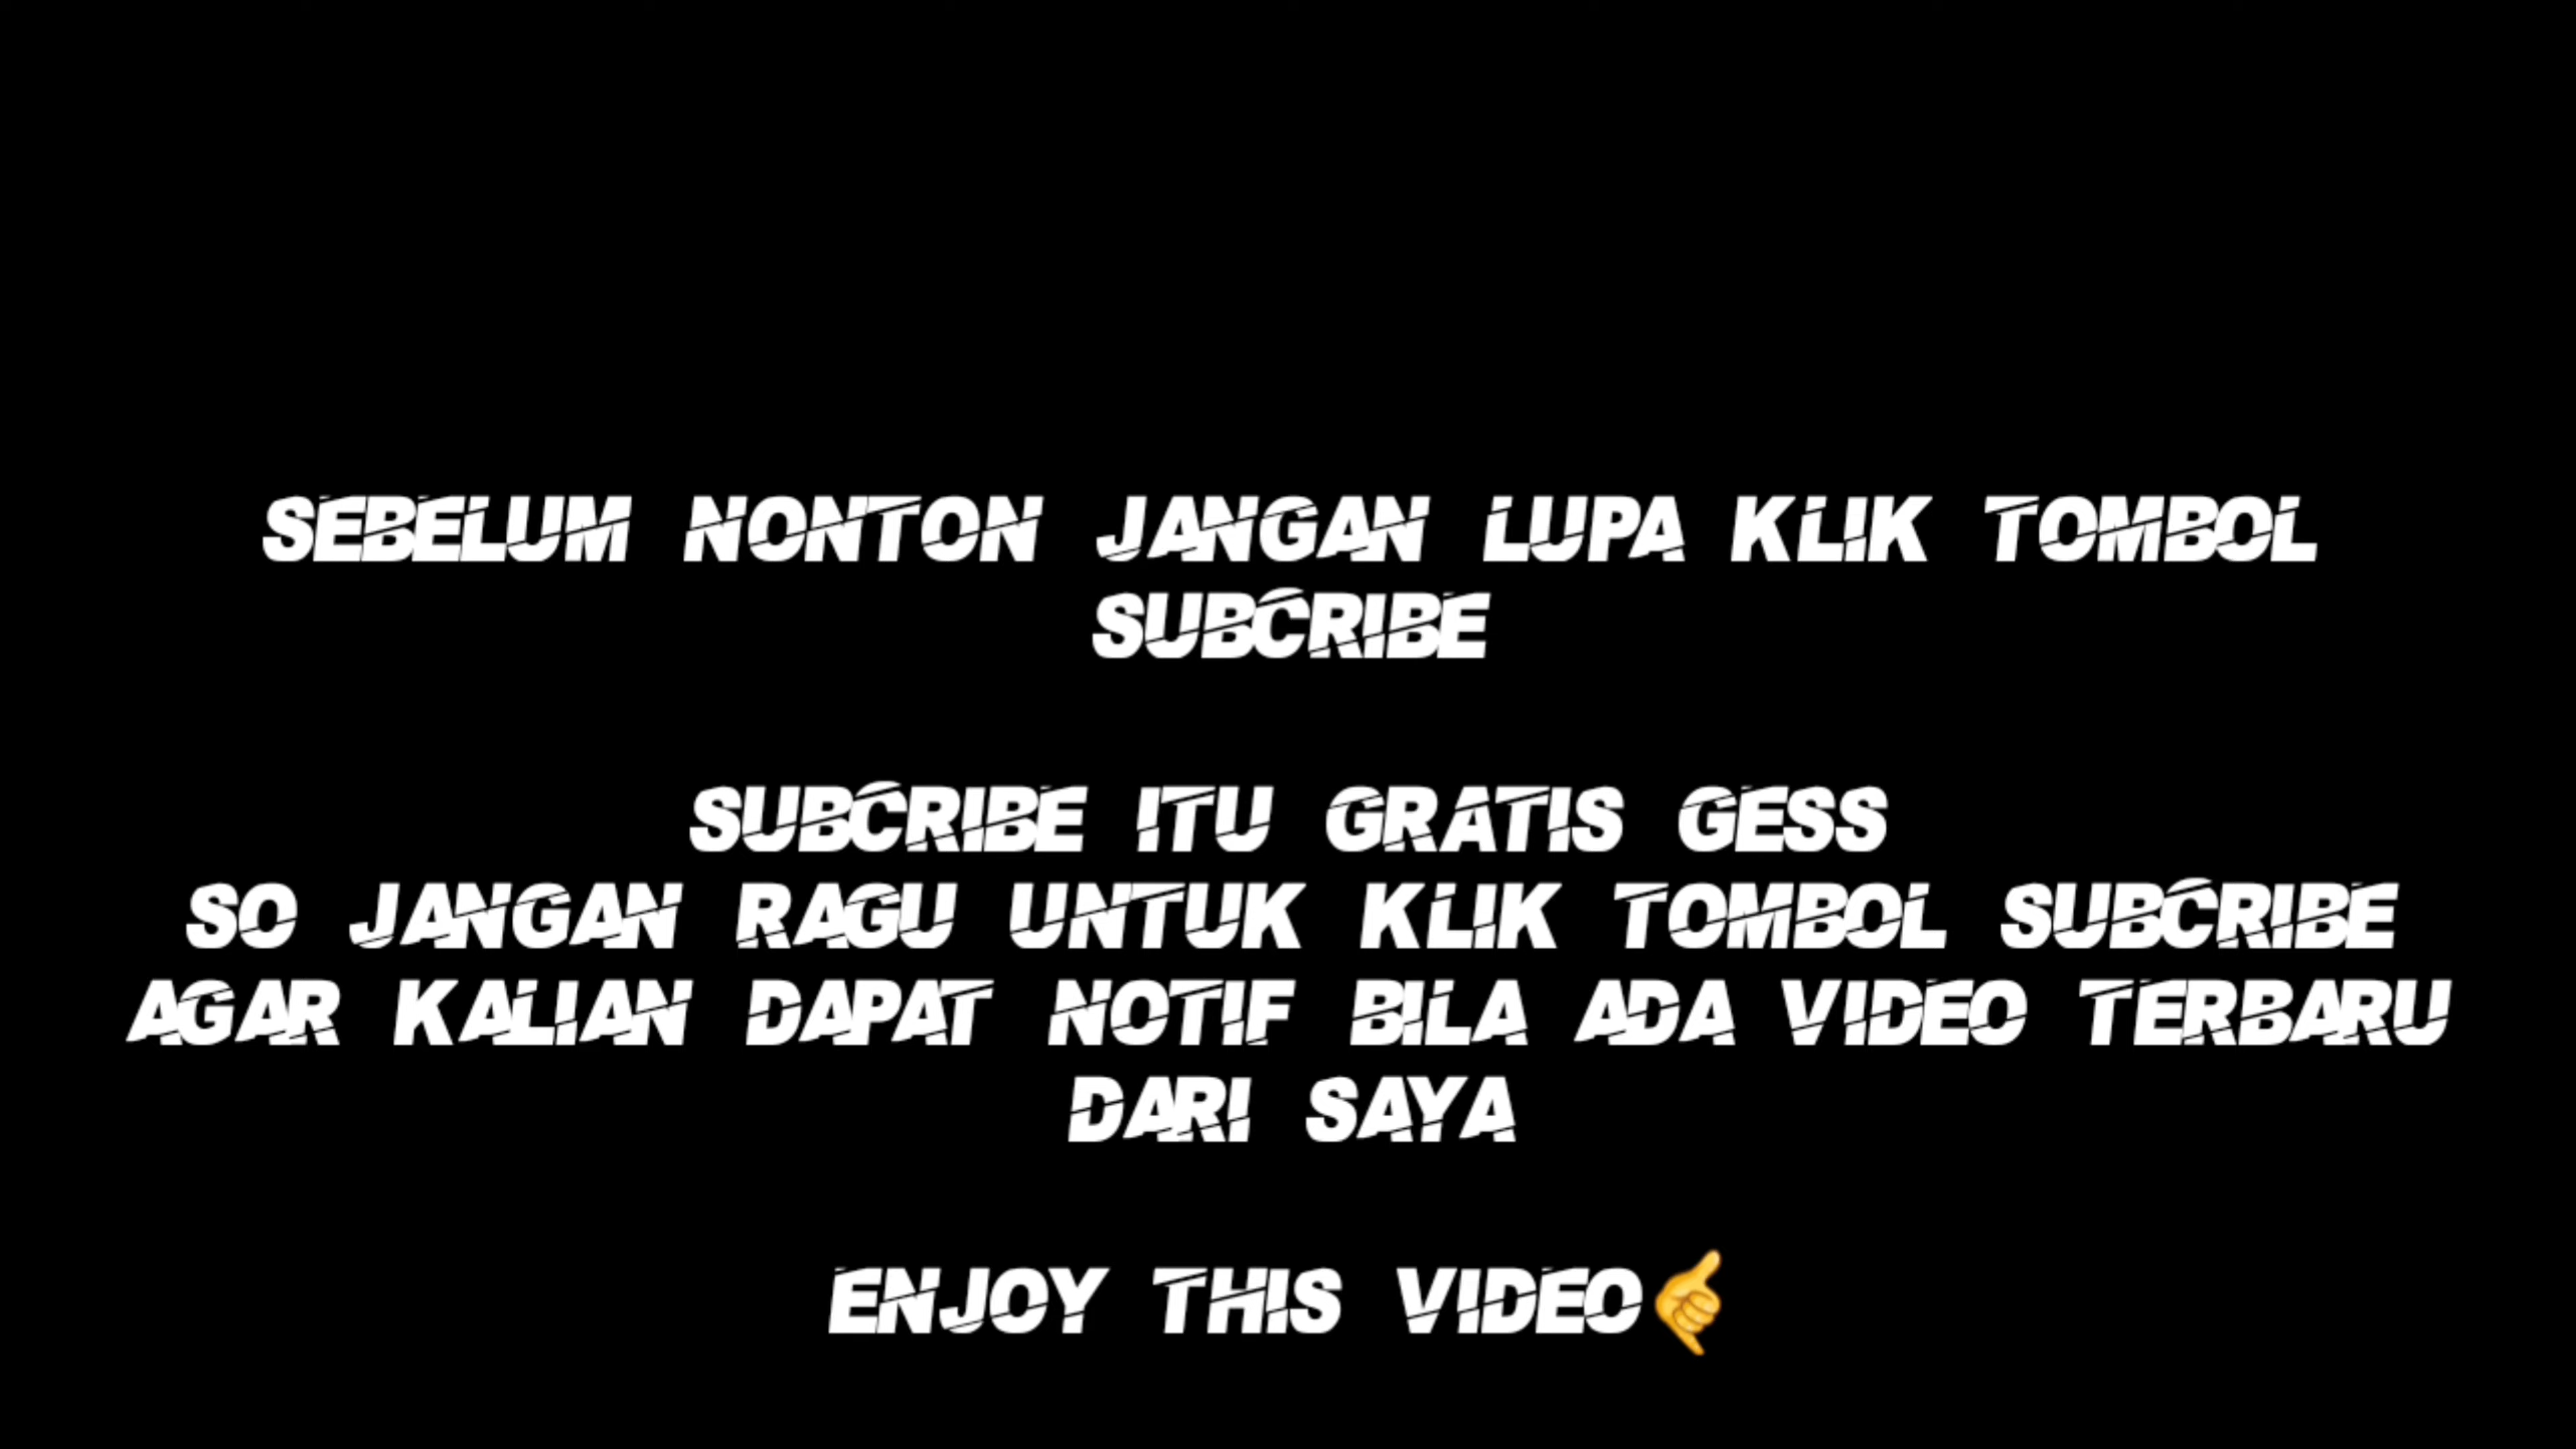 SEBELUM NONTON JANGAN LUPA KLIK TOMBOL
SUBCRIBE
SUBCRIBE ITU GRATIS GESS
SO JANGAN RAGU UNTUK KLIK TOMBOL SUBCRIBE
AGAR KALIAN DAPAT NOTIF BILA ADA VIDEO TERBARU
DARI SAYA
ENJOY THIS VIDEO🤙